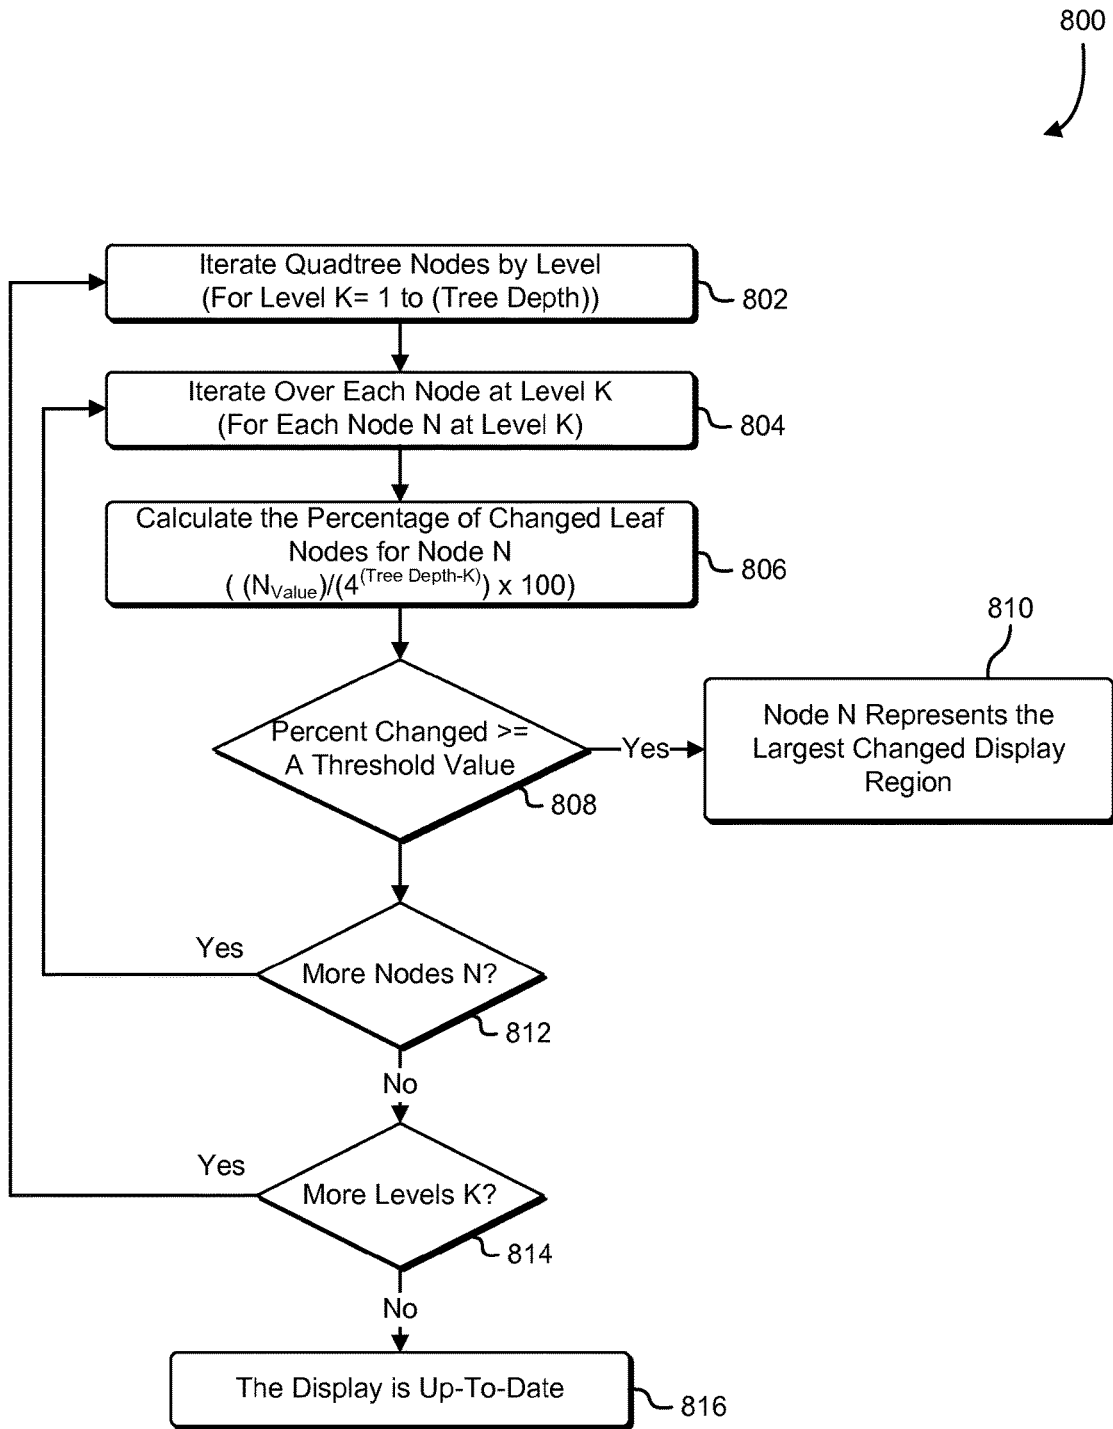 800
Iterate Quadtree Nodes by Level
(For Level K= 1 to (Tree Depth))
802
Iterate Over Each Node at Level K
(For Each Node N at Level K)
804
Calculate the Percentage of Changed Leaf
Nodes for Node N
( (NValue)/(4(Tree Depth-K)) x 100)
806
810
Percent Changed >=
A Threshold Value
808
Yes
Node N Represents the
Largest Changed Display
Region
Yes
More Nodes N?
812
No
Yes
More Levels K?
814
No
The Display is Up-To-Date
816